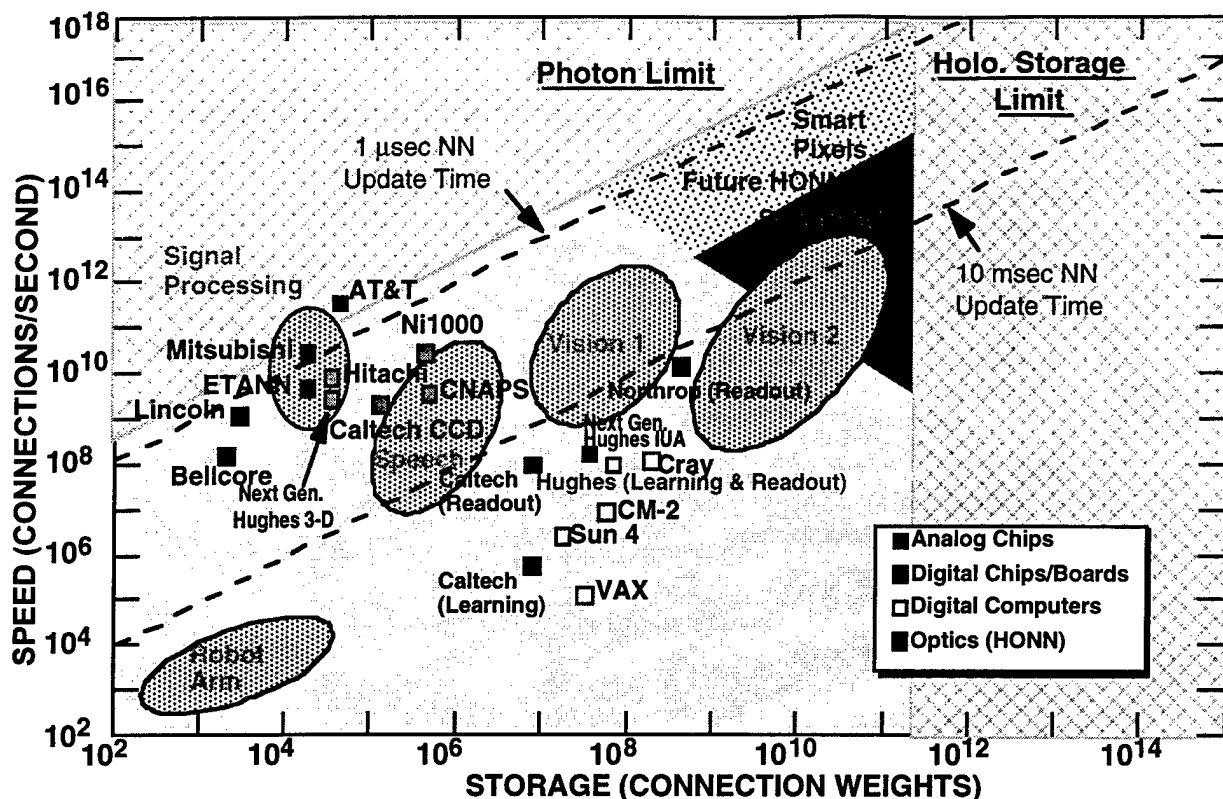 10^18
10^16
10^14
10^12
10^10
10^8
10^6
10^4
10^2
SPEED (CONNECTIONS/SECOND)
Photon Limit
Holo. Storage
Limit
Smart
Pixels
Future HONN
1 µsec NN
Update Time
10 msec NN
Update Time
Signal
Processing
AT&T
Ni1000
Mitsubishi
Hitachi
ETANN
CNAPS
Lincoln
Caltech CCD
Speech
Bellcore
Next Gen.
Hughes 3-D
Vision 1
Vision 2
Northrop (Readout)
Next Gen.
Hughes IUA
Cray
Caltech
(Readout)
Hughes (Learning & Readout)
CM-2
Sun 4
Caltech
(Learning)
VAX
Robot
Arm
Analog Chips
Digital Chips/Boards
Digital Computers
Optics (HONN)
10^2 10^4 10^6 10^8 10^10 10^12 10^14
STORAGE (CONNECTION WEIGHTS)